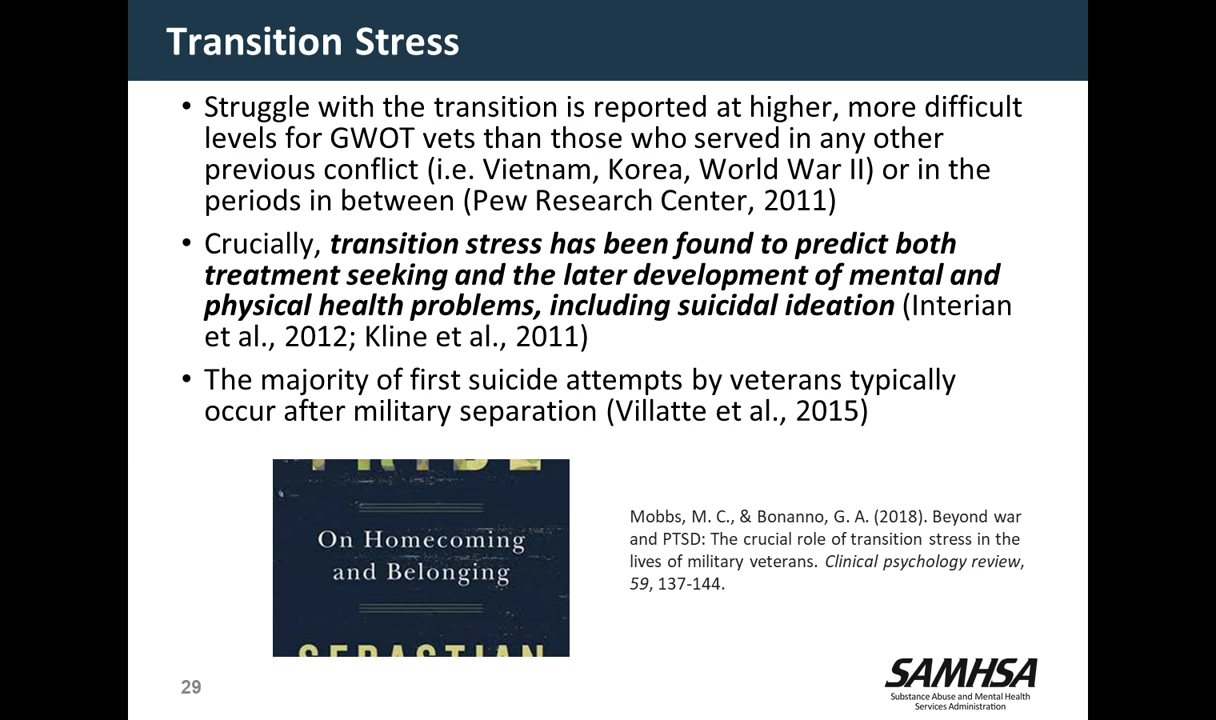 Transition Stress
• Struggle with the transition is reported at higher, more difficult
levels for GWOT vets than those who served in any other
previous conflict (i.e. Vietnam, Korea, World War II) or in the
periods in between (Pew Research Center, 2011)
• Crucially, transition stress has been found to predict both
treatment seeking and the later development of mental and
physical health problems, including suicidal ideation (Interian
et al., 2012; Kline et al., 2011)
• The majority of first suicide attempts by veterans typically
occur after military separation (Villatte et al., 2015)
TRIBE
On Homecoming
and Belonging
SEBASTIAN
Mobbs, M. C., & Bonanno, G. A. (2018). Beyond war
and PTSD: The crucial role of transition stress in the
lives of military veterans. Clinical psychology review,
59, 137-144.
29
SAMHSA
Substance Abuse and Mental Health
Services Administration